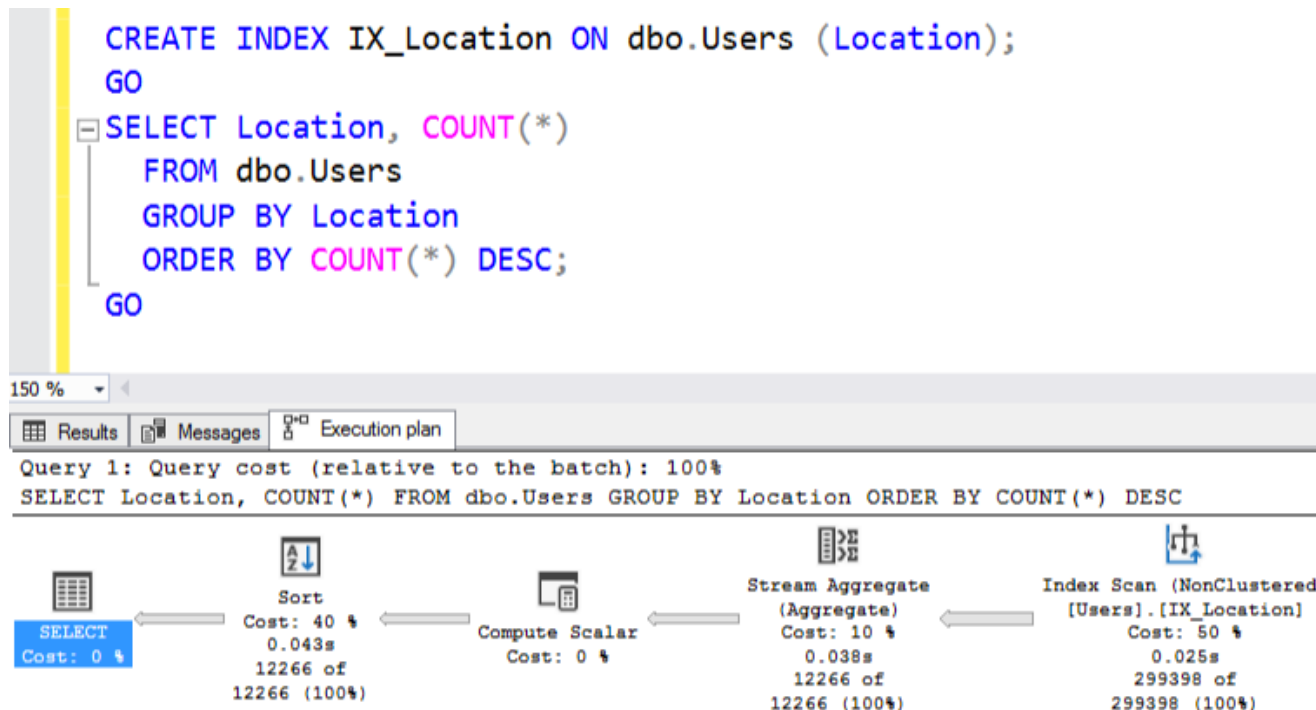 CREATE INDEX IX_Location ON dbo.Users (Location);
GO
SELECT Location, COUNT(*)
FROM dbo.Users
GROUP BY Location
ORDER BY COUNT(*) DESC;
GO
150 %
Results Messages Execution plan
Query 1: Query cost (relative to the batch): 100%
SELECT Location, COUNT(*) FROM dbo.Users GROUP BY Location ORDER BY COUNT(*) DESC
SELECT
Cost: 0 %
Sort
Cost: 40 %
0.043s
12266 of
12266 (100%)
Compute Scalar
Cost: 0 %
Stream Aggregate
(Aggregate)
Cost: 10 %
0.038s
12266 of
12266 (100%)
Index Scan (NonClustered
[Users].[IX_Location]
Cost: 50 %
0.025s
299398 of
299398 (100%)